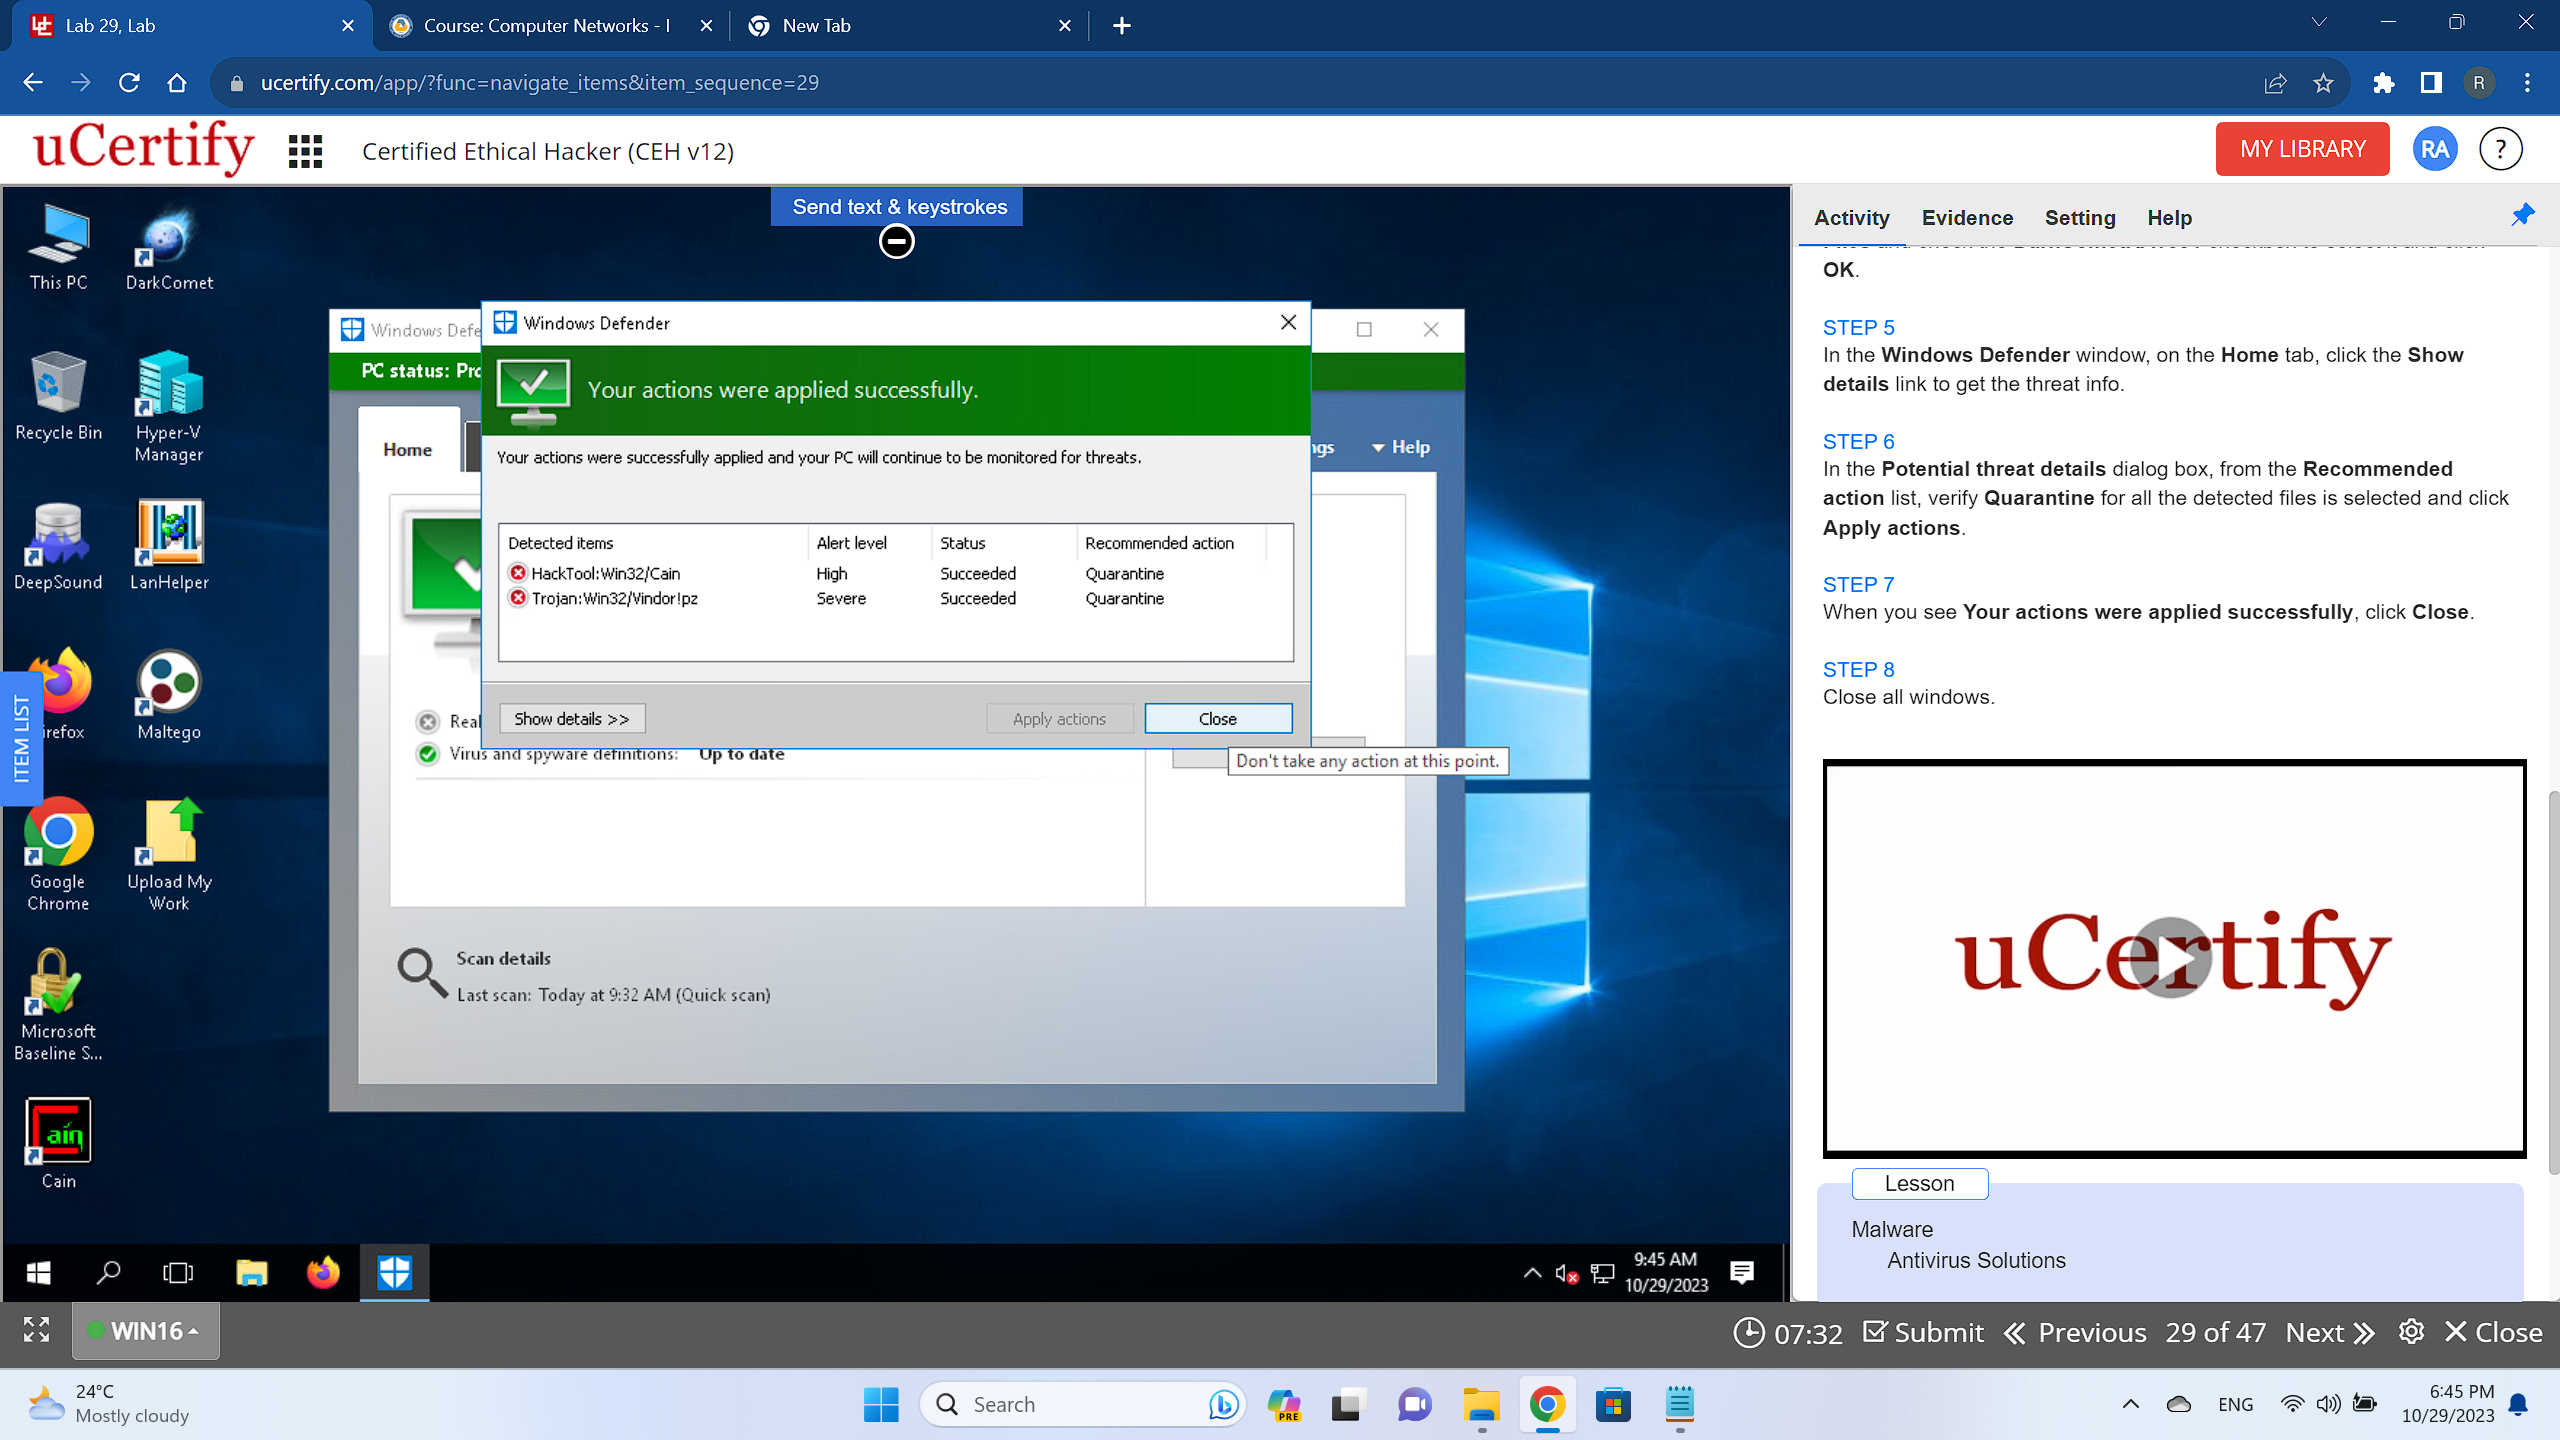 Lab 29, Lab
Course: Computer Networks - I
New Tab
ucertify.com/app/?func=navigate_items&item_sequence=29
R
uCertify
Certified Ethical Hacker (CEH v12)
MY LIBRARY
RA
?
Send text & keystrokes
This PC
DarkComet
Recycle Bin
Hyper-V
Manager
DeepSound
LanHelper
irefox
Maltego
Google
Chrome
Upload My
Work
Microsoft
Baseline S...
Cain
ITEM LIST
Windows Defe
PC status: Pro
Home
ngs
Help
Windows Defender
Your actions were applied successfully.
Your actions were successfully applied and your PC will continue to be monitored for threats.
Detected items Alert level Status Recommended action
HackTool:Win32/Cain High Succeeded Quarantine
Trojan:Win32/Vindor!pz Severe Succeeded Quarantine
Show details >>
Apply actions
Close
Real
Virus and spyware definitions: Up to date
Don't take any action at this point.
Scan details
Last scan: Today at 9:32 AM (Quick scan)
9:45 AM
10/29/2023
Activity
Evidence
Setting
Help
OK.
STEP 5
In the Windows Defender window, on the Home tab, click the Show
details link to get the threat info.
STEP 6
In the Potential threat details dialog box, from the Recommended
action list, verify Quarantine for all the detected files is selected and click
Apply actions.
STEP 7
When you see Your actions were applied successfully, click Close.
STEP 8
Close all windows.
uCertify
Lesson
Malware
Antivirus Solutions
WIN16
07:32
Submit
Previous
29 of 47
Next
Close
24°C
Mostly cloudy
Search
PRE
ENG
6:45 PM
10/29/2023